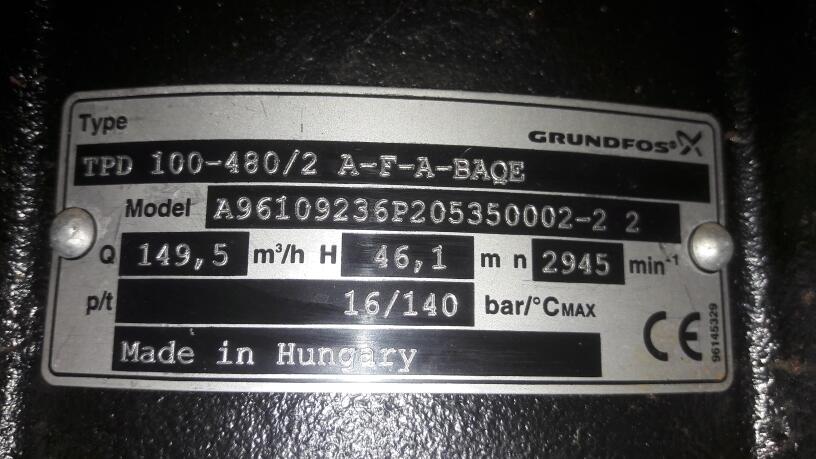 Type
GRUNDFOS®
TPD 100-480/2 A-F-A-BAQE
Model A96109236P205350002-2 2
Q 149,5 m³/h H 46,1 m n 2945 min⁻¹
p/t 16/140 bar/°CMAX
Made in Hungary
CE
96145329